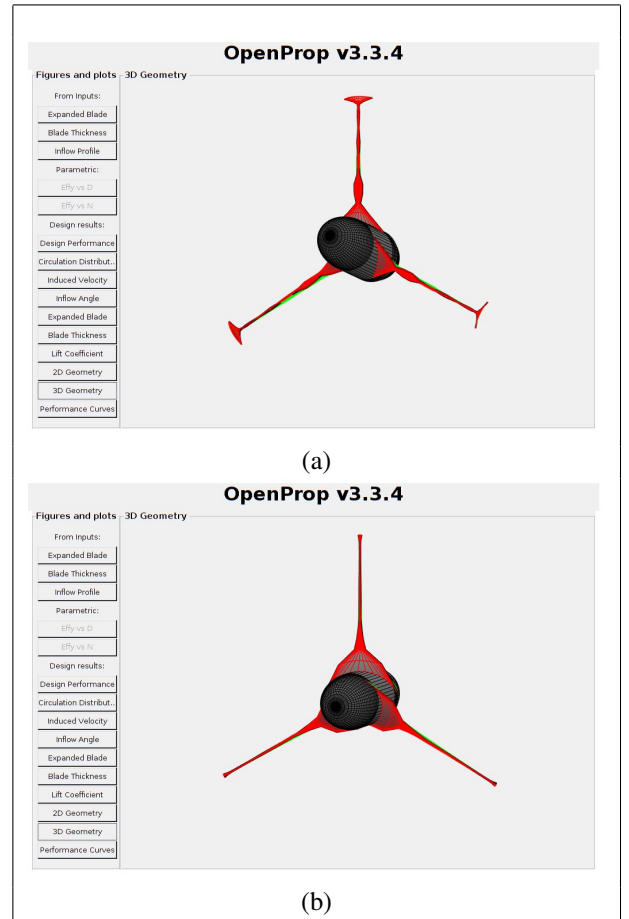 OpenProp v3.3.4
Figures and plots
3D Geometry
From Inputs:
Expanded Blade
Blade Thickness
Inflow Profile
Parametric:
Effy vs D
Effy vs N
Design results:
Design Performance
Circulation Distribut..
Induced Velocity
Inflow Angle
Expanded Blade
Blade Thickness
Lift Coefficient
2D Geometry
3D Geometry
Performance Curves
(a)
OpenProp v3.3.4
Figures and plots
3D Geometry
From Inputs:
Expanded Blade
Blade Thickness
Inflow Profile
Parametric:
Effy vs D
Effy vs N
Design results:
Design Performance
Circulation Distribut..
Induced Velocity
Inflow Angle
Expanded Blade
Blade Thickness
Lift Coefficient
2D Geometry
3D Geometry
Performance Curves
(b)